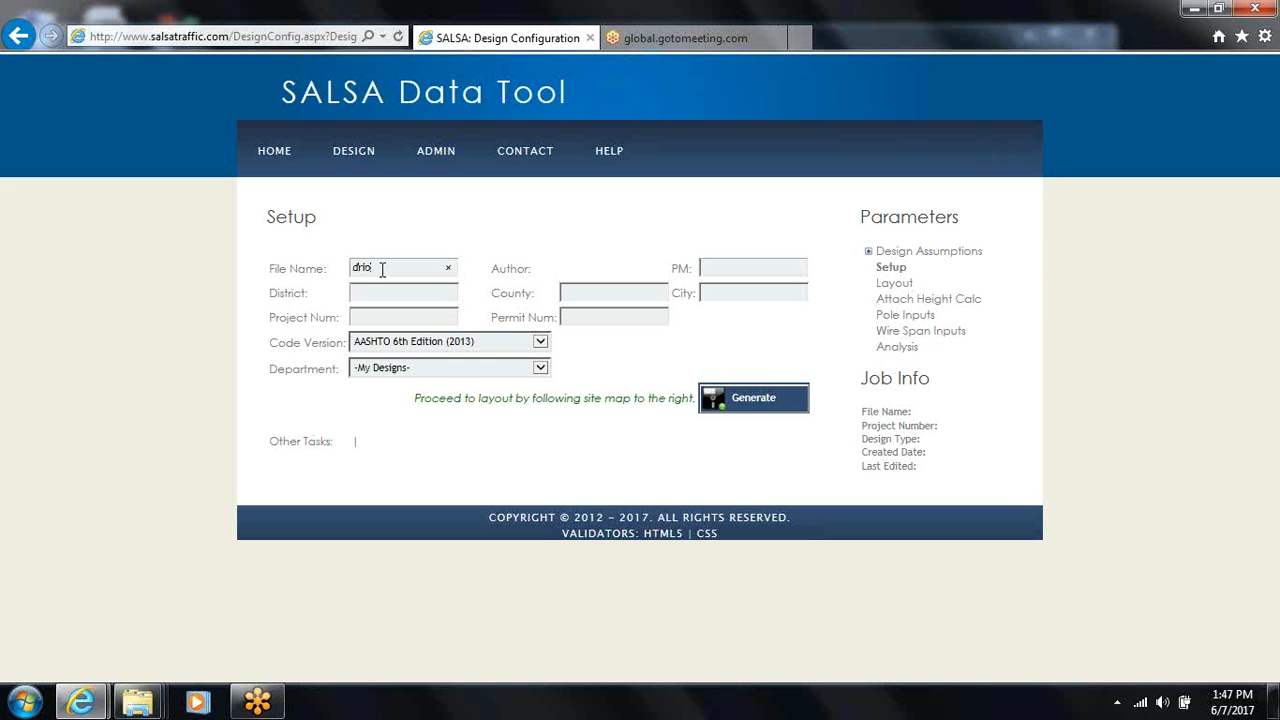 http://www.salsatraffic.com/DesignConfig.aspx?Desig
SALSA: Design Configuration
global.gotomeeting.com
SALSA Data Tool
HOME DESIGN ADMIN CONTACT HELP
Setup
File Name: drio
Author:
PM:
District:
County:
City:
Project Num:
Permit Num:
Code Version: AASHTO 6th Edition (2013)
Department: -My Designs-
Proceed to layout by following site map to the right.
Generate
Other Tasks: |
Parameters
Design Assumptions
Setup
Layout
Attach Height Calc
Pole Inputs
Wire Span Inputs
Analysis
Job Info
File Name:
Project Number:
Design Type:
Created Date:
Last Edited:
COPYRIGHT © 2012 - 2017. ALL RIGHTS RESERVED.
VALIDATORS: HTML5 | CSS
1:47 PM
6/7/2017